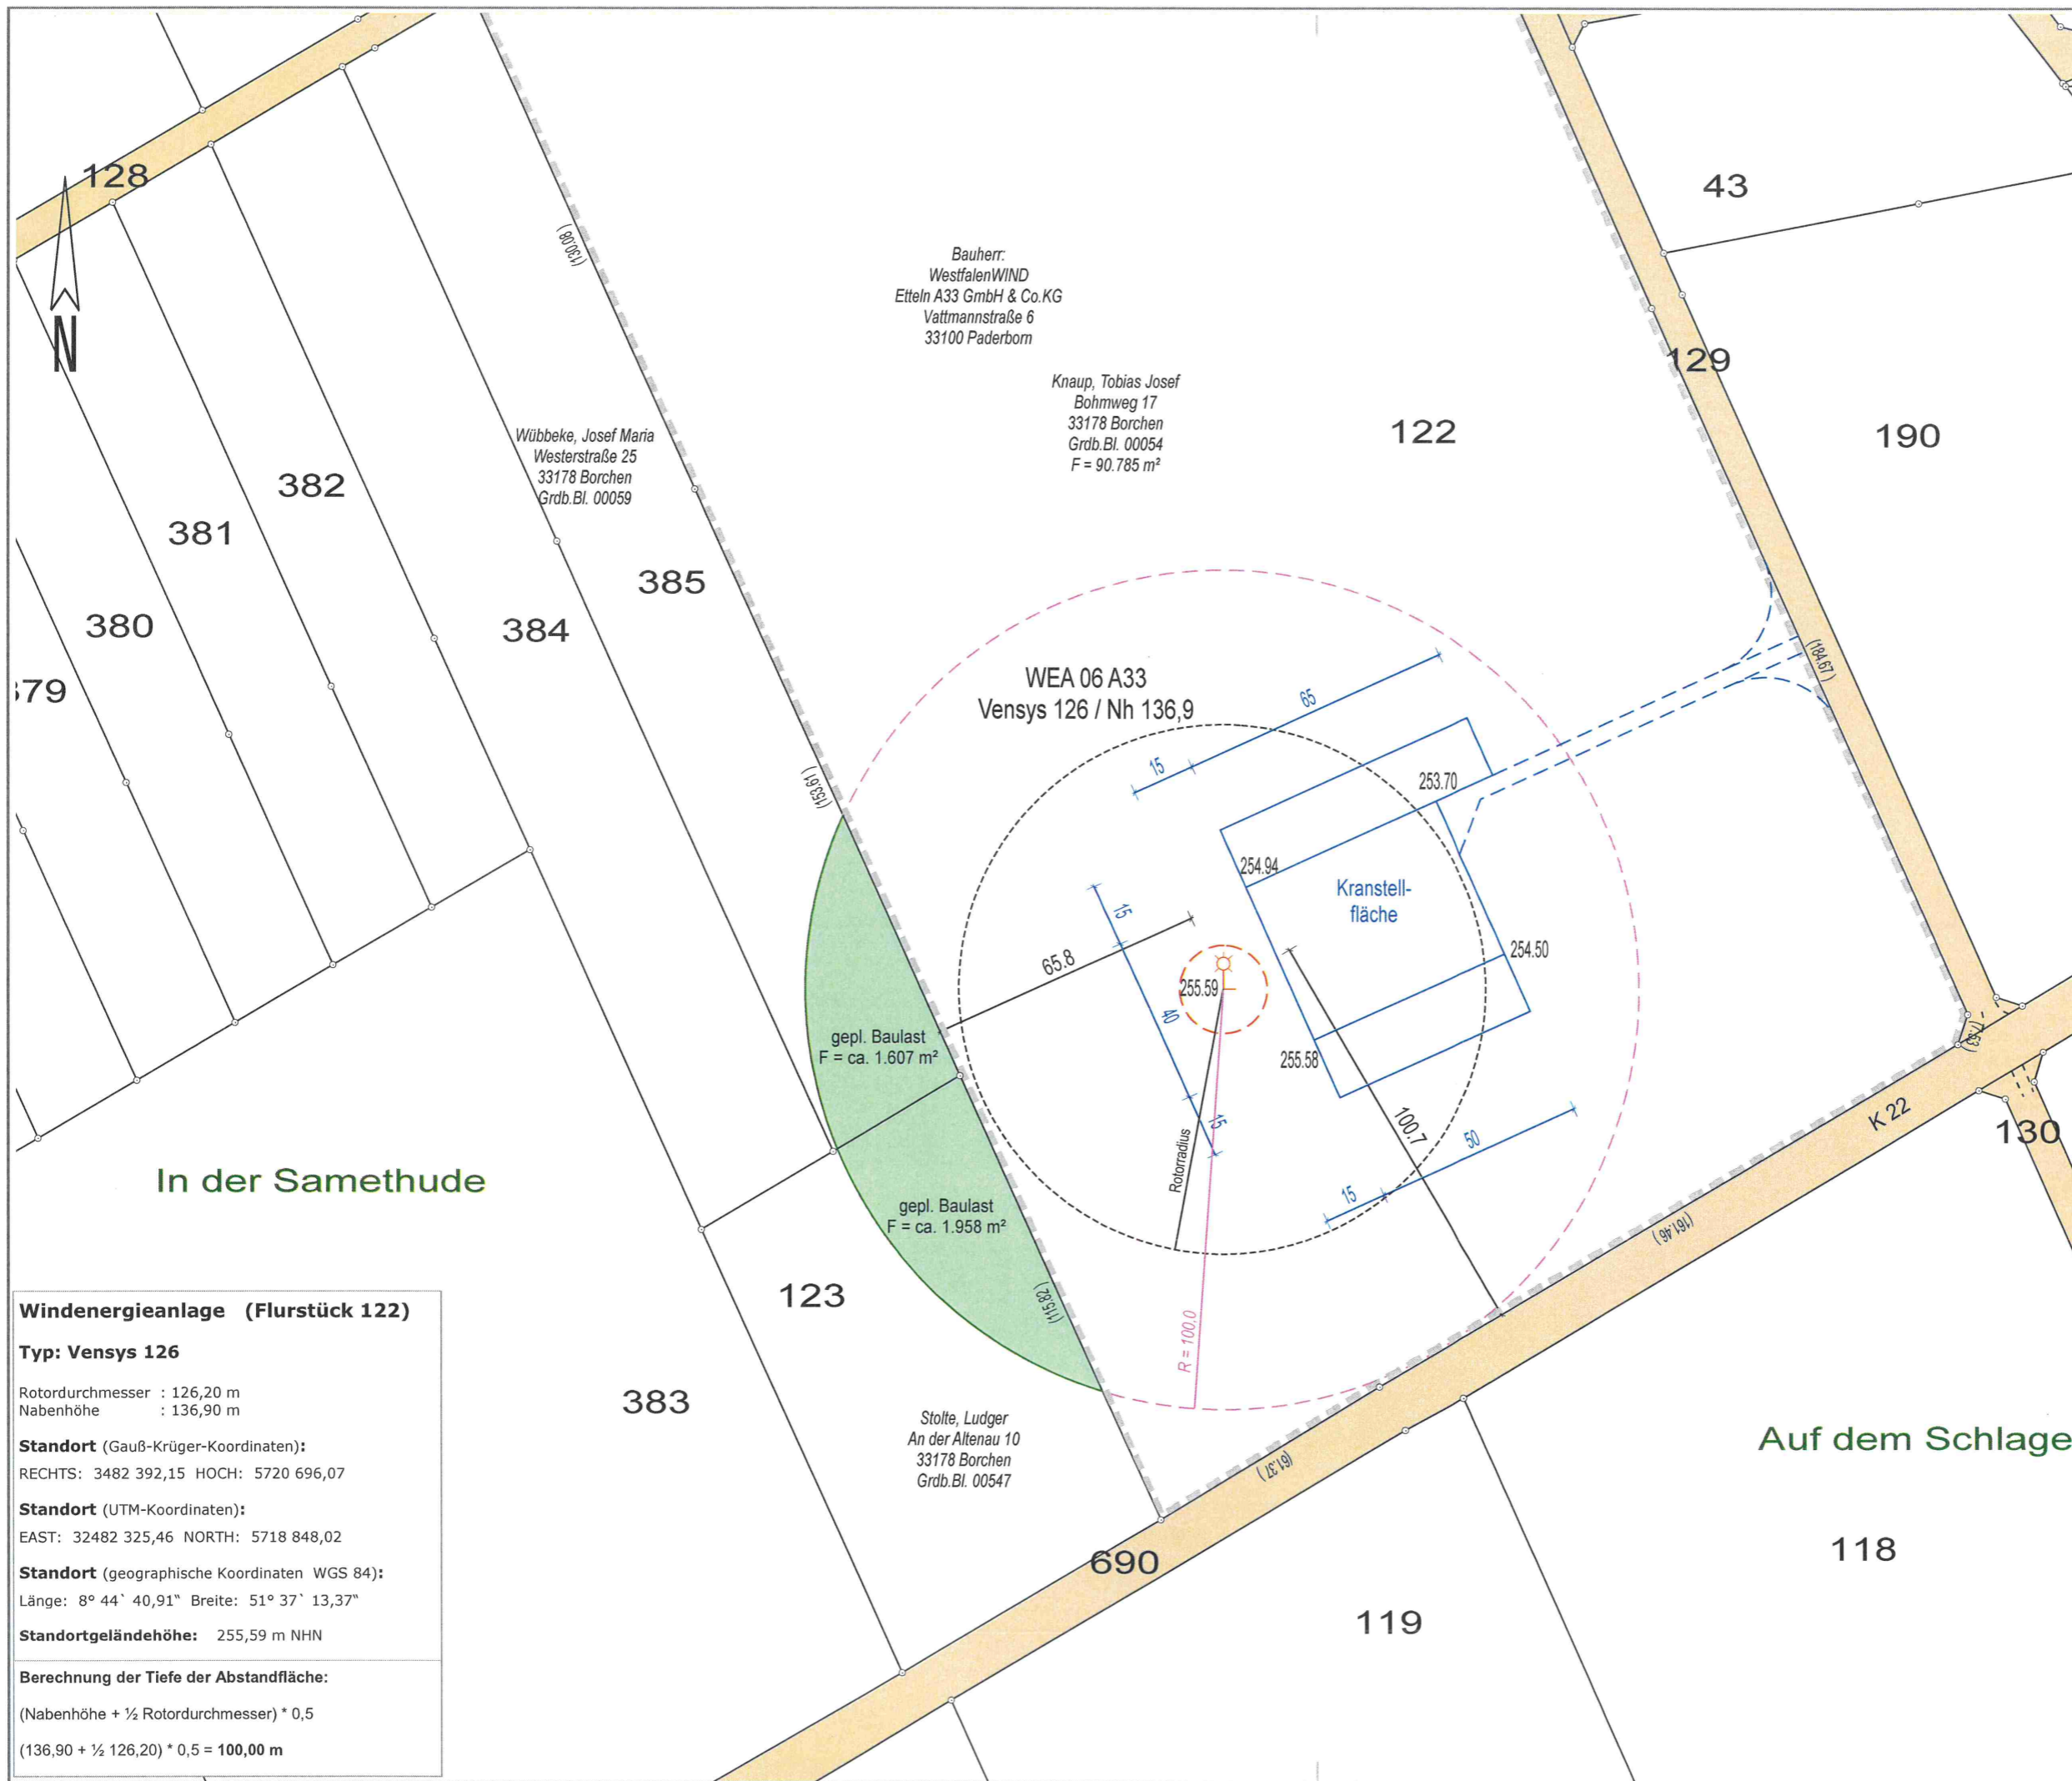 128
N
43
(130.08)
Bauherr:
WestfalenWIND
Etteln A33 GmbH & Co.KG
Vattmannstraße 6
33100 Paderborn
129
Knaup, Tobias Josef
Bohmweg 17
33178 Borchen
Grdb.Bl. 00054
F = 90.785 m²
122
190
Wübbeke, Josef Maria
Westerstraße 25
33178 Borchen
Grdb.Bl. 00059
382
381
385
380
384
379
(184.67)
WEA 06 A33
Vensys 126 / Nh 136,9
65
15
(153.61)
253.70
254.94
Kranstell-
fläche
15
65.8
254.50
255.59
40
gepl. Baulast
F = ca. 1.607 m²
255.58
(7.53)
100.7
15
50
K 22
130
Rotorradius
15
In der Samethude
gepl. Baulast
F = ca. 1.958 m²
(161.46)
123
(115.82)
R = 100,0
383
Stolte, Ludger
An der Altenau 10
33178 Borchen
Grdb.Bl. 00547
(61.37)
Auf dem Schlage
690
118
119
Windenergieanlage (Flurstück 122)
Typ: Vensys 126
Rotordurchmesser : 126,20 m
Nabenhöhe : 136,90 m
Standort (Gauß-Krüger-Koordinaten):
RECHTS: 3482 392,15 HOCH: 5720 696,07
Standort (UTM-Koordinaten):
EAST: 32482 325,46 NORTH: 5718 848,02
Standort (geographische Koordinaten WGS 84):
Länge: 8° 44` 40,91“ Breite: 51° 37` 13,37“
Standortgeländehöhe: 255,59 m NHN
Berechnung der Tiefe der Abstandfläche:
(Nabenhöhe + ½ Rotordurchmesser) * 0,5
(136,90 + ½ 126,20) * 0,5 = 100,00 m